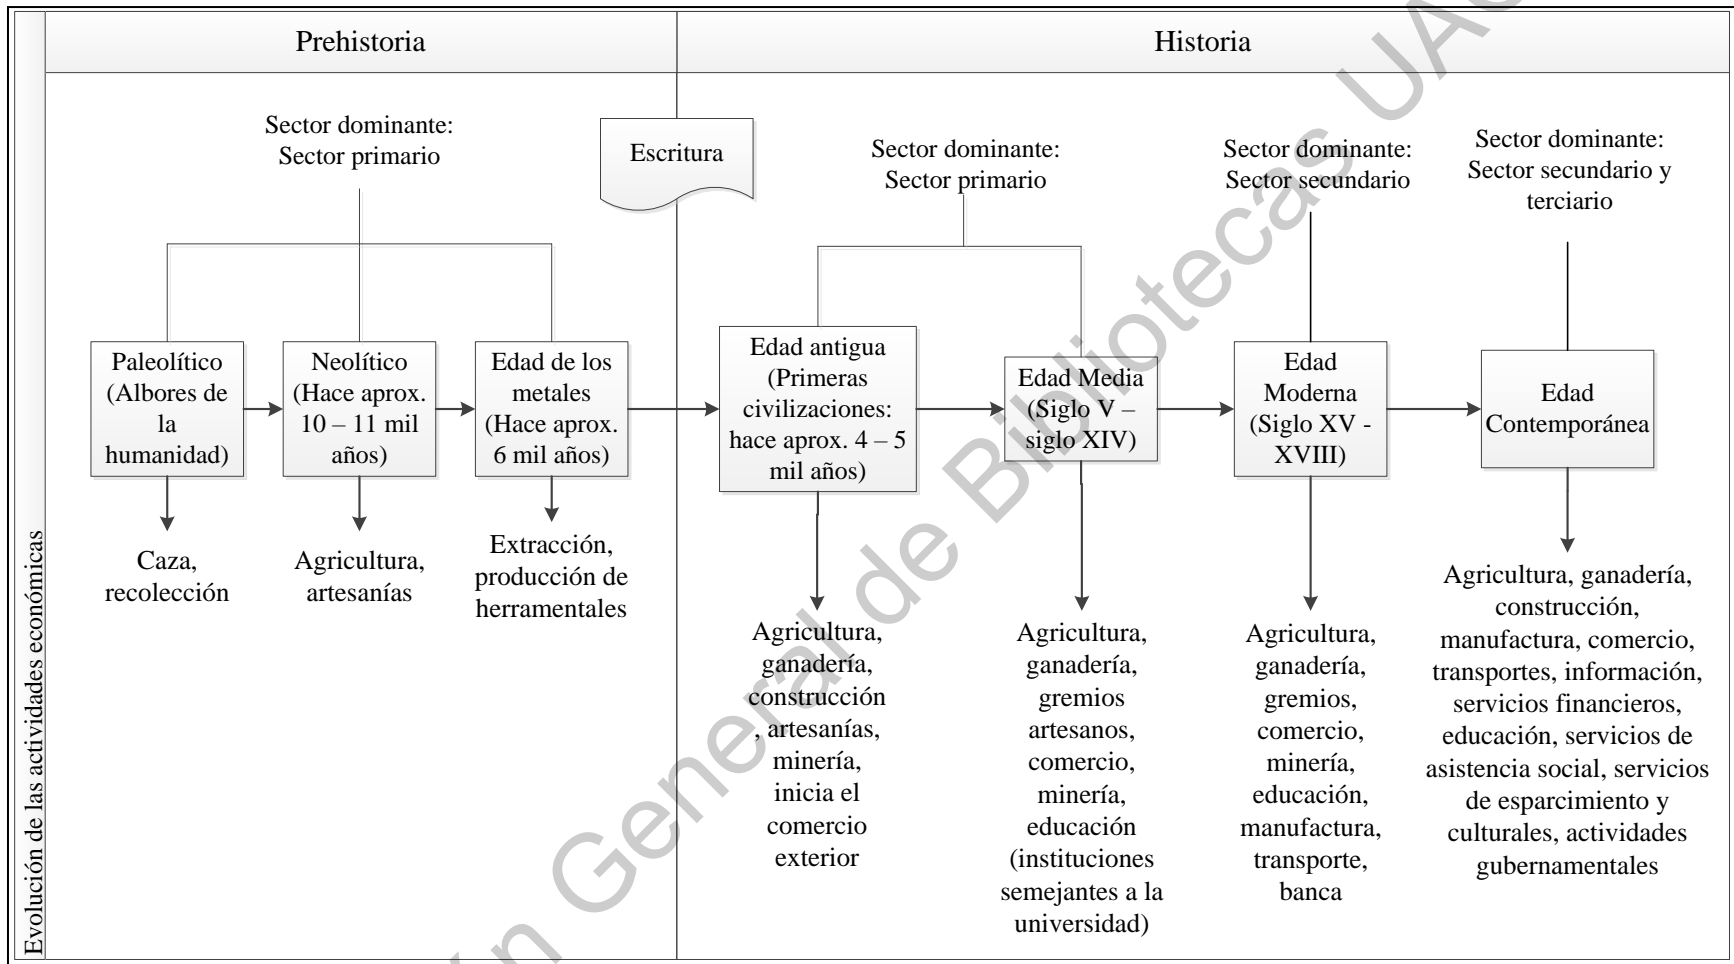 Evolución de las actividades económicas
Prehistoria
Historia
Sector dominante:
Sector primario
Escritura
Sector dominante:
Sector primario
Sector dominante:
Sector secundario
Sector dominante:
Sector secundario y
terciario
Paleolítico
(Albores de
la
humanidad)
Neolítico
(Hace aprox.
10 – 11 mil
años)
Edad de los
metales
(Hace aprox.
6 mil años)
Edad antigua
(Primeras
civilizaciones:
hace aprox. 4 – 5
mil años)
Edad Media
(Siglo V –
siglo XIV)
Edad
Moderna
(Siglo XV -
XVIII)
Edad
Contemporánea
Caza,
recolección
Agricultura,
artesanías
Extracción,
producción de
herramentales
Agricultura,
ganadería,
construcción
, artesanías,
minería,
inicia el
comercio
exterior
Agricultura,
ganadería,
gremios
artesanos,
comercio,
minería,
educación
(instituciones
semejantes a la
universidad)
Agricultura,
ganadería,
gremios,
comercio,
minería,
educación,
manufactura,
transporte,
banca
Agricultura, ganadería,
construcción,
manufactura, comercio,
transportes, información,
servicios financieros,
educación, servicios de
asistencia social, servicios
de esparcimiento y
culturales, actividades
gubernamentales
General de Bibliotecas